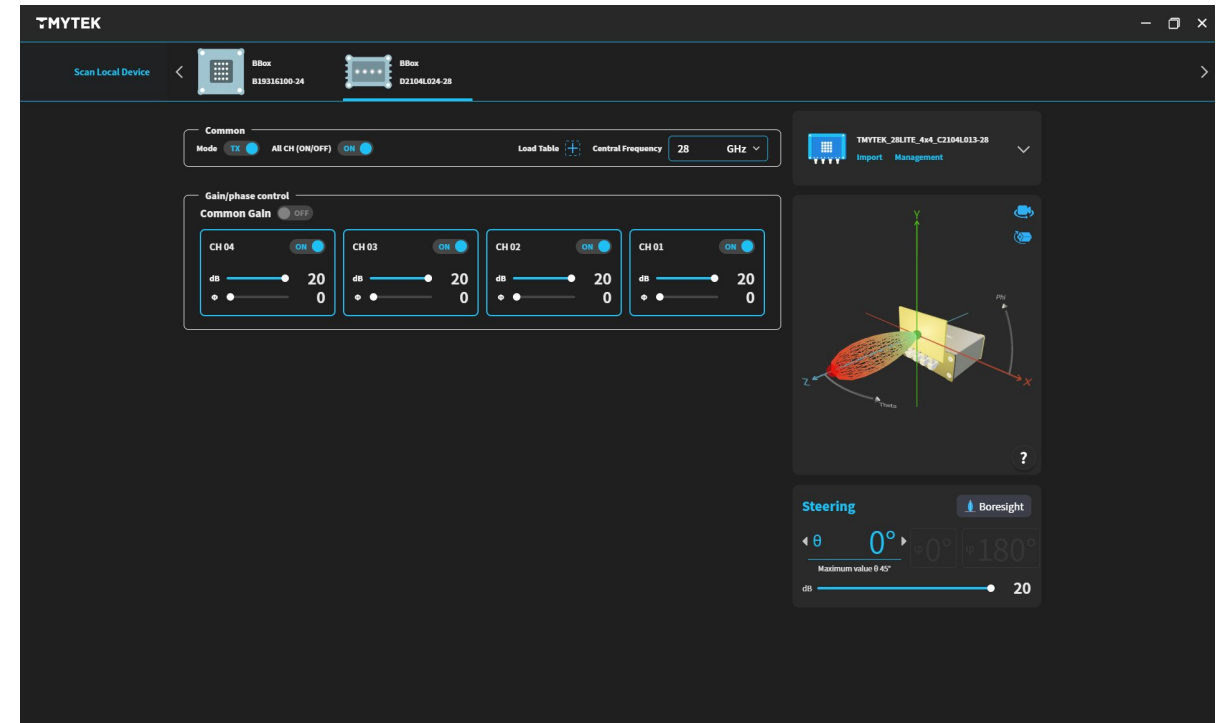 TMYTEK
Scan Local Device
BBox
B19316100-24
BBox
D2104L024-28
Common
Mode TX All CH (ON/OFF) ON Load Table Central Frequency 28 GHz
TMYTEK_28LITE_4x4_C2104L013-28
Import Management
Gain/phase control
Common Gain OFF
CH 04 ON CH 03 ON CH 02 ON CH 01 ON
dB 20 dB 20 dB 20 dB 20
Φ 0 Φ 0 Φ 0 Φ 0
Y
Phi
Z X
Theta
?
Steering Boresight
θ 0° φ0° φ180°
Maximum value θ 45°
dB 20